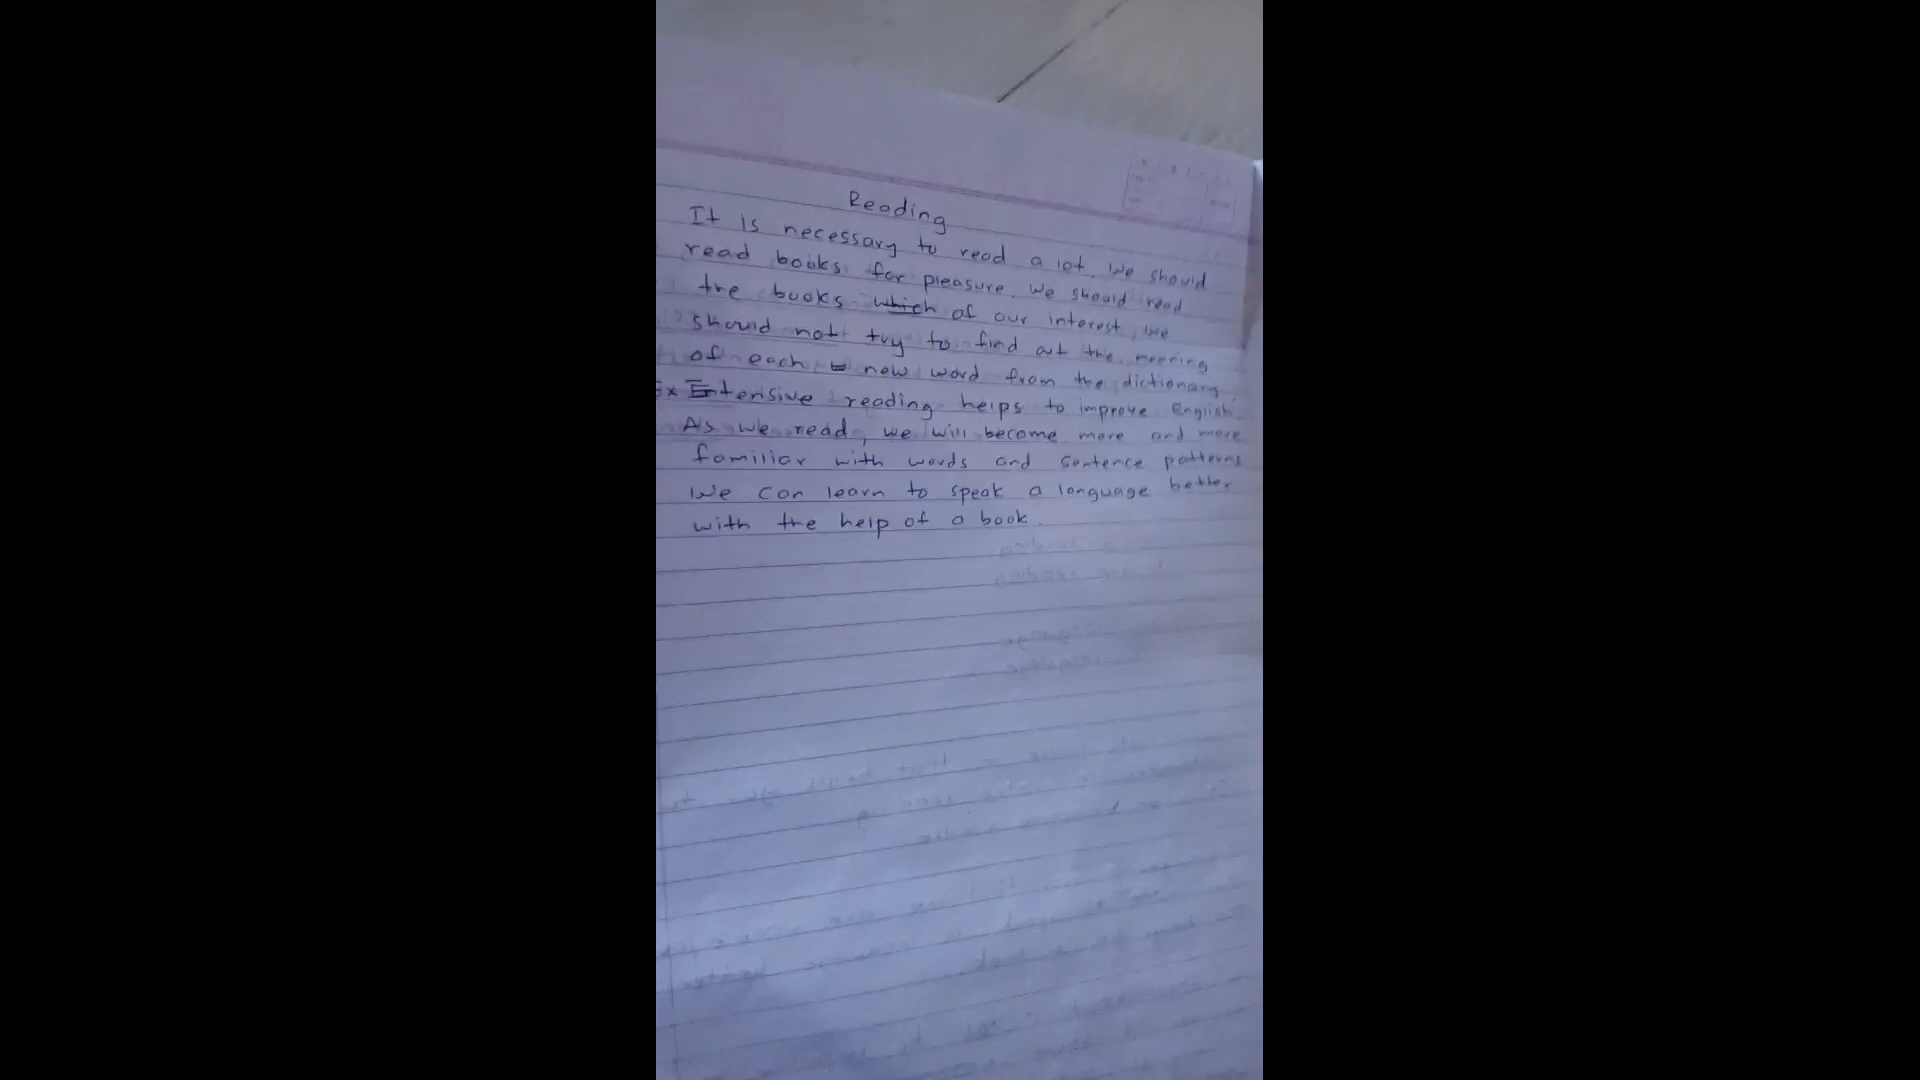 Reading
It is necessary to read a lot. We should
read books for pleasure. We should read
the books which of our interest, we
should not try to find out the meaning
of each new word from the dictionary.
Ex Intensive reading helps to improve English.
As we read, we will become more and more
familiar with words and sentence patterns
We can learn to speak a language better
with the help of a book.